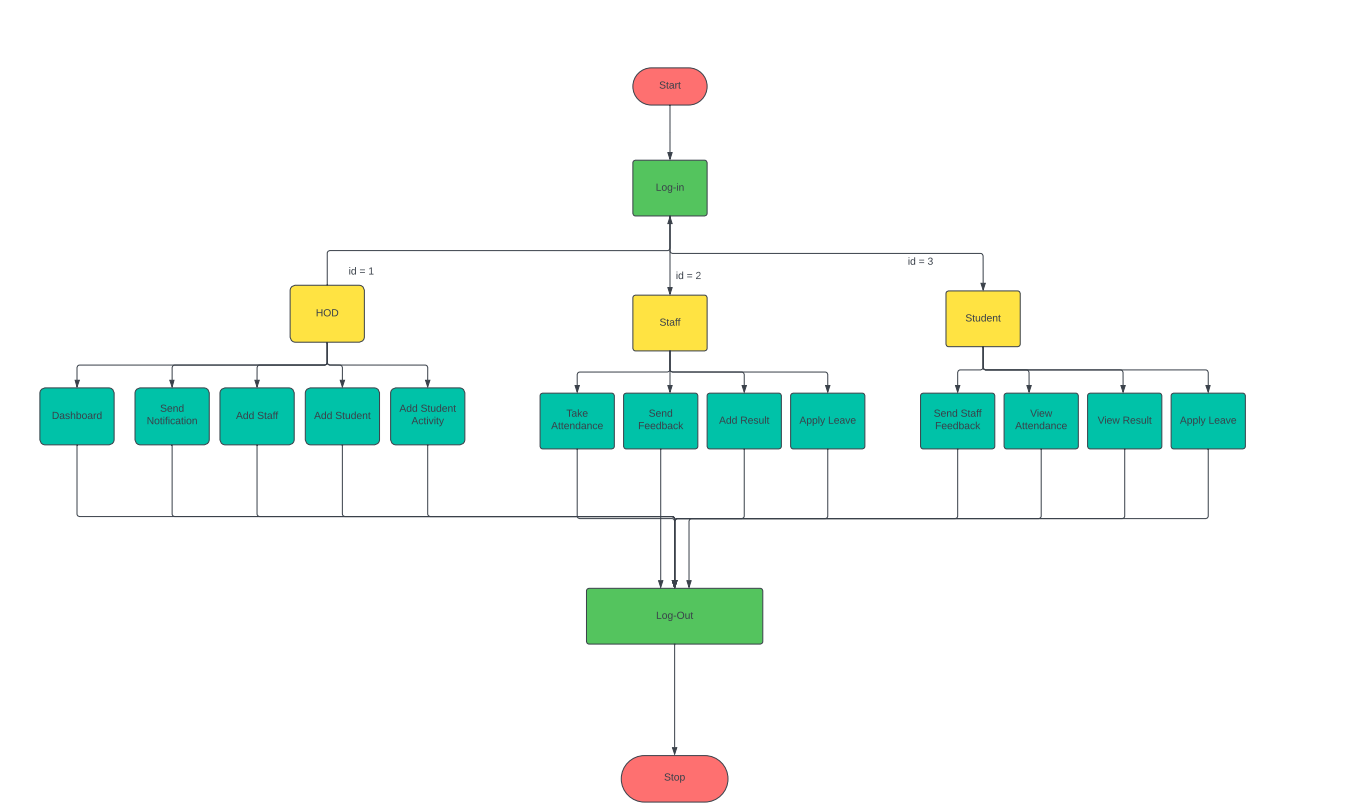 Start
Log-in
id = 1
id = 2
id = 3
HOD
Staff
Student
Dashboard
Send
Notification
Add Staff
Add Student
Add Student
Activity
Take
Attendance
Send
Feedback
Add Result
Apply Leave
Send Staff
Feedback
View
Attendance
View Result
Apply Leave
Log-Out
Stop